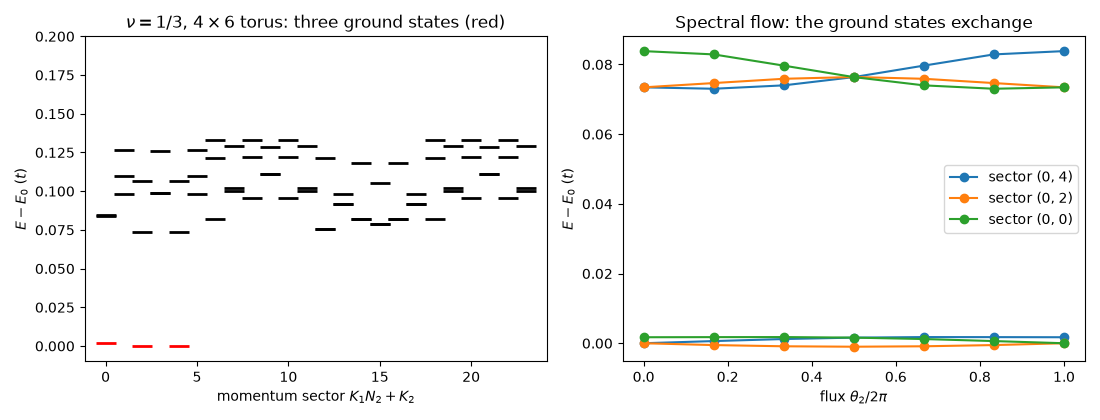 ν = 1/3, 4 × 6 torus: three ground states (red)
E − E₀ (t)
0.200
0.175
0.150
0.125
0.100
0.075
0.050
0.025
0.000
0 5 10 15 20
momentum sector K₁N₂ + K₂
Spectral flow: the ground states exchange
E − E₀ (t)
0.08
0.06
0.04
0.02
0.00
sector (0, 4)
sector (0, 2)
sector (0, 0)
0.0 0.2 0.4 0.6 0.8 1.0
flux θ₂/2π